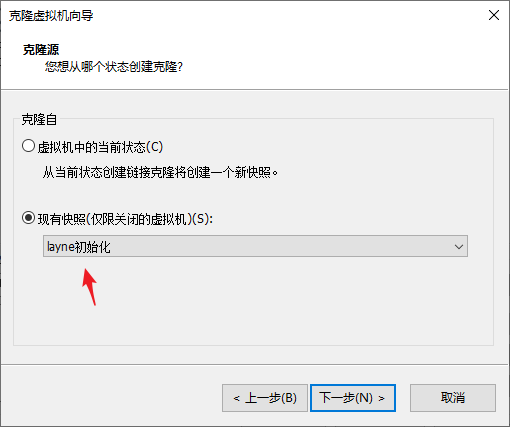 克隆虚拟机向导
克隆源
您想从哪个状态创建克隆?
克隆自
虚拟机中的当前状态(C)
从当前状态创建链接克隆将创建一个新快照。
现有快照(仅限关闭的虚拟机)(S):
layne初始化
< 上一步(B)
下一步(N) >
取消